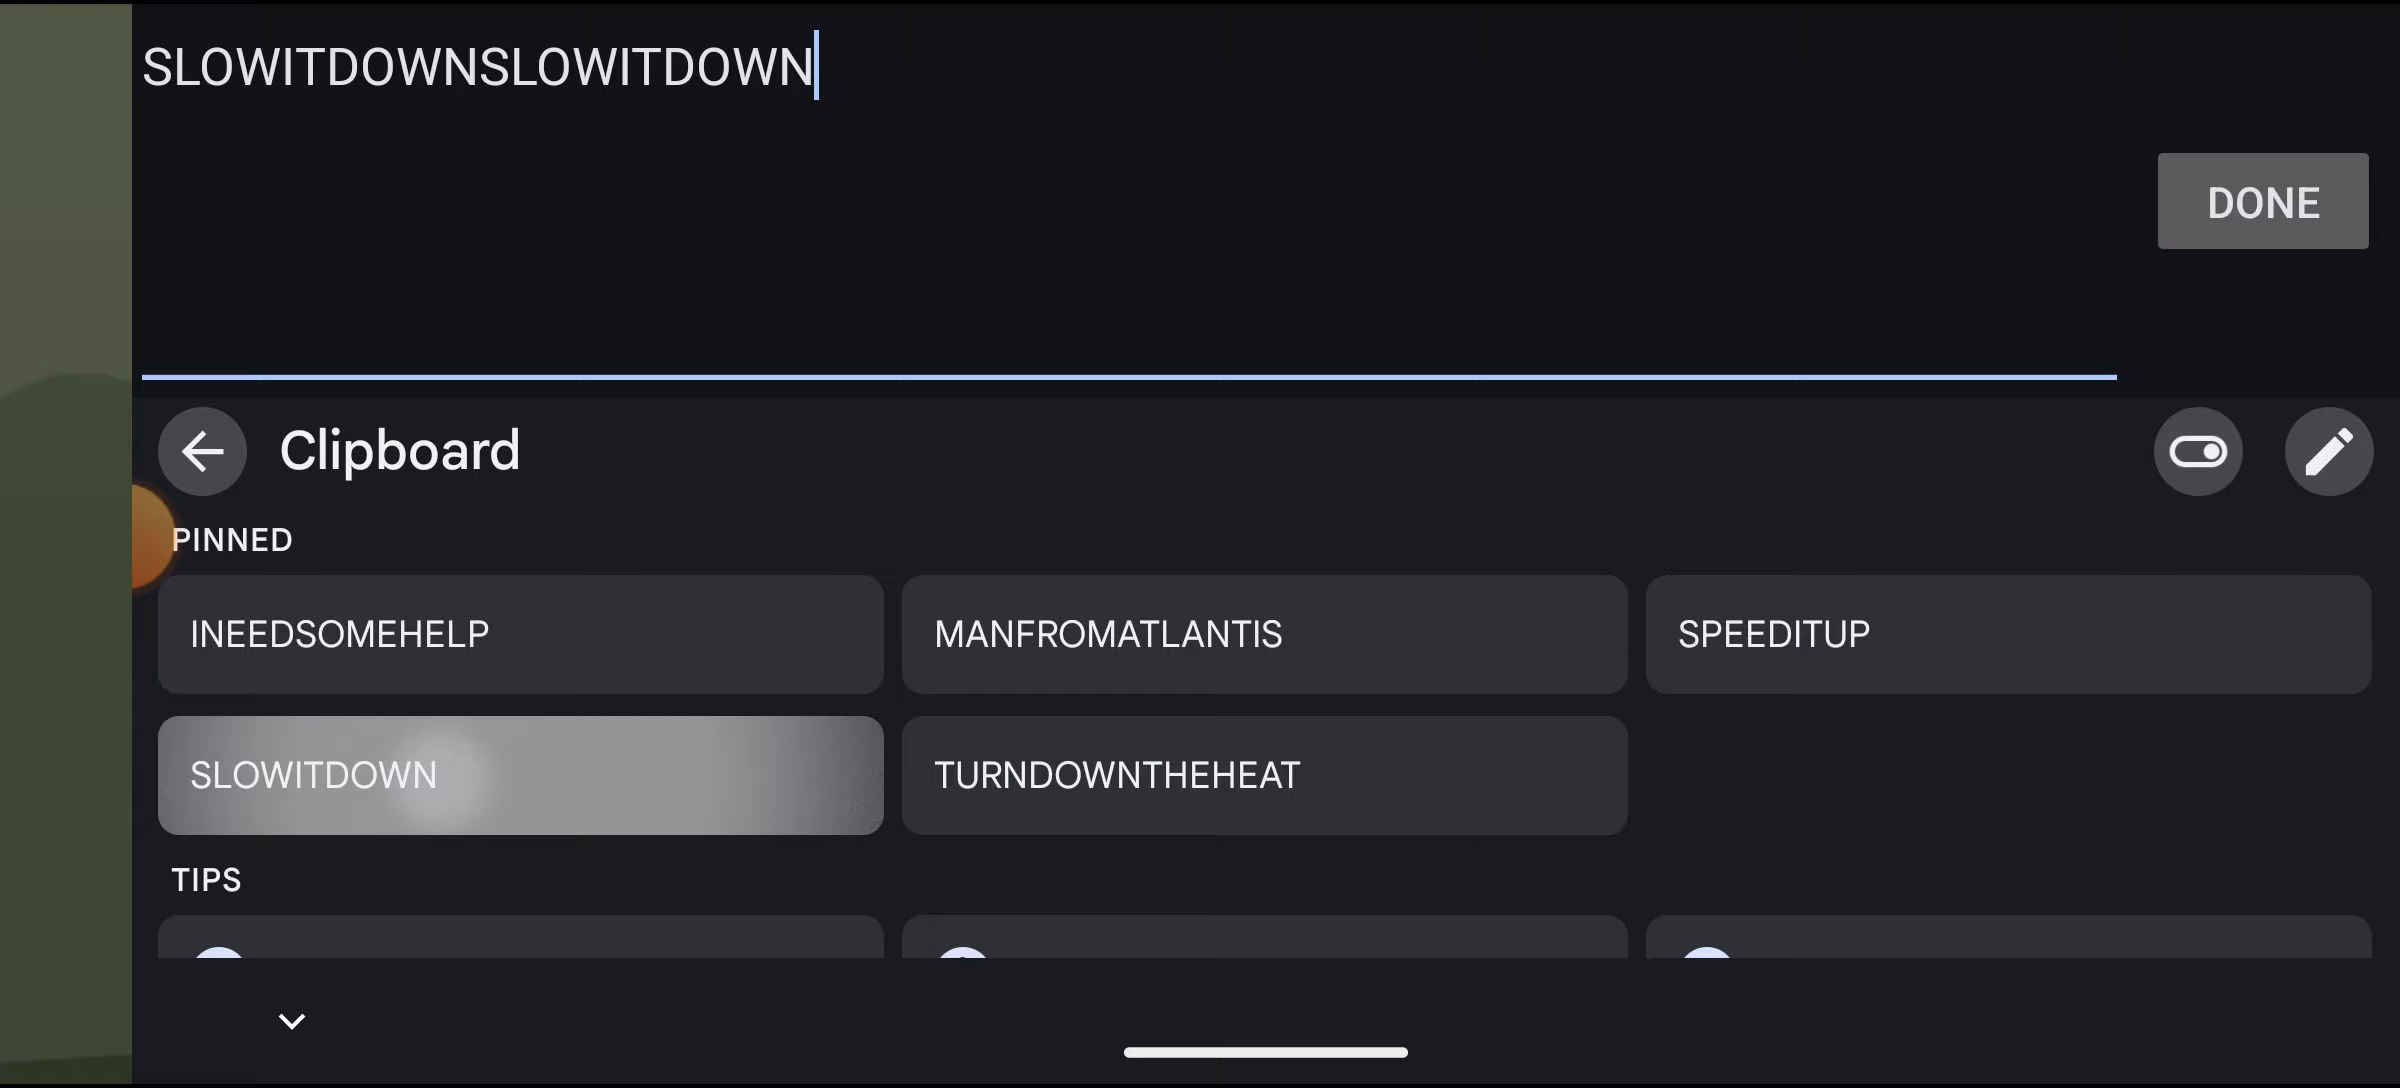 SLOWITDOWNSLOWITDOWN
DONE
Clipboard
PINNED
INEEDSOMEHELP
MANFROMATLANTIS
SPEEDITUP
SLOWITDOWN
TURNDOWNTHEHEAT
TIPS